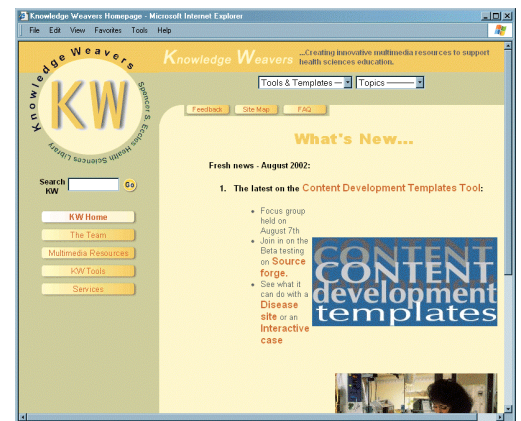 Knowledge Weavers Homepage - Microsoft Internet Explorer
File Edit View Favorites Tools Help
Knowledge Weavers
KW
Spencer S. Eccles Health Sciences Library
Knowledge Weavers ...Creating innovative multimedia resources to support
health sciences education.
Tools & Templates — Topics ———
Feedback Site Map FAQ
Search
KW
Go
KW Home
The Team
Multimedia Resources
KW Tools
Services
What's New...
Fresh news - August 2002:
1. The latest on the Content Development Templates Tool:
• Focus group
held on
August 7th
• Join in on the
Beta testing
on Source
forge.
• See what it
can do with a
Disease
site or an
Interactive
case
CONTENT
CONTENT
development
templates